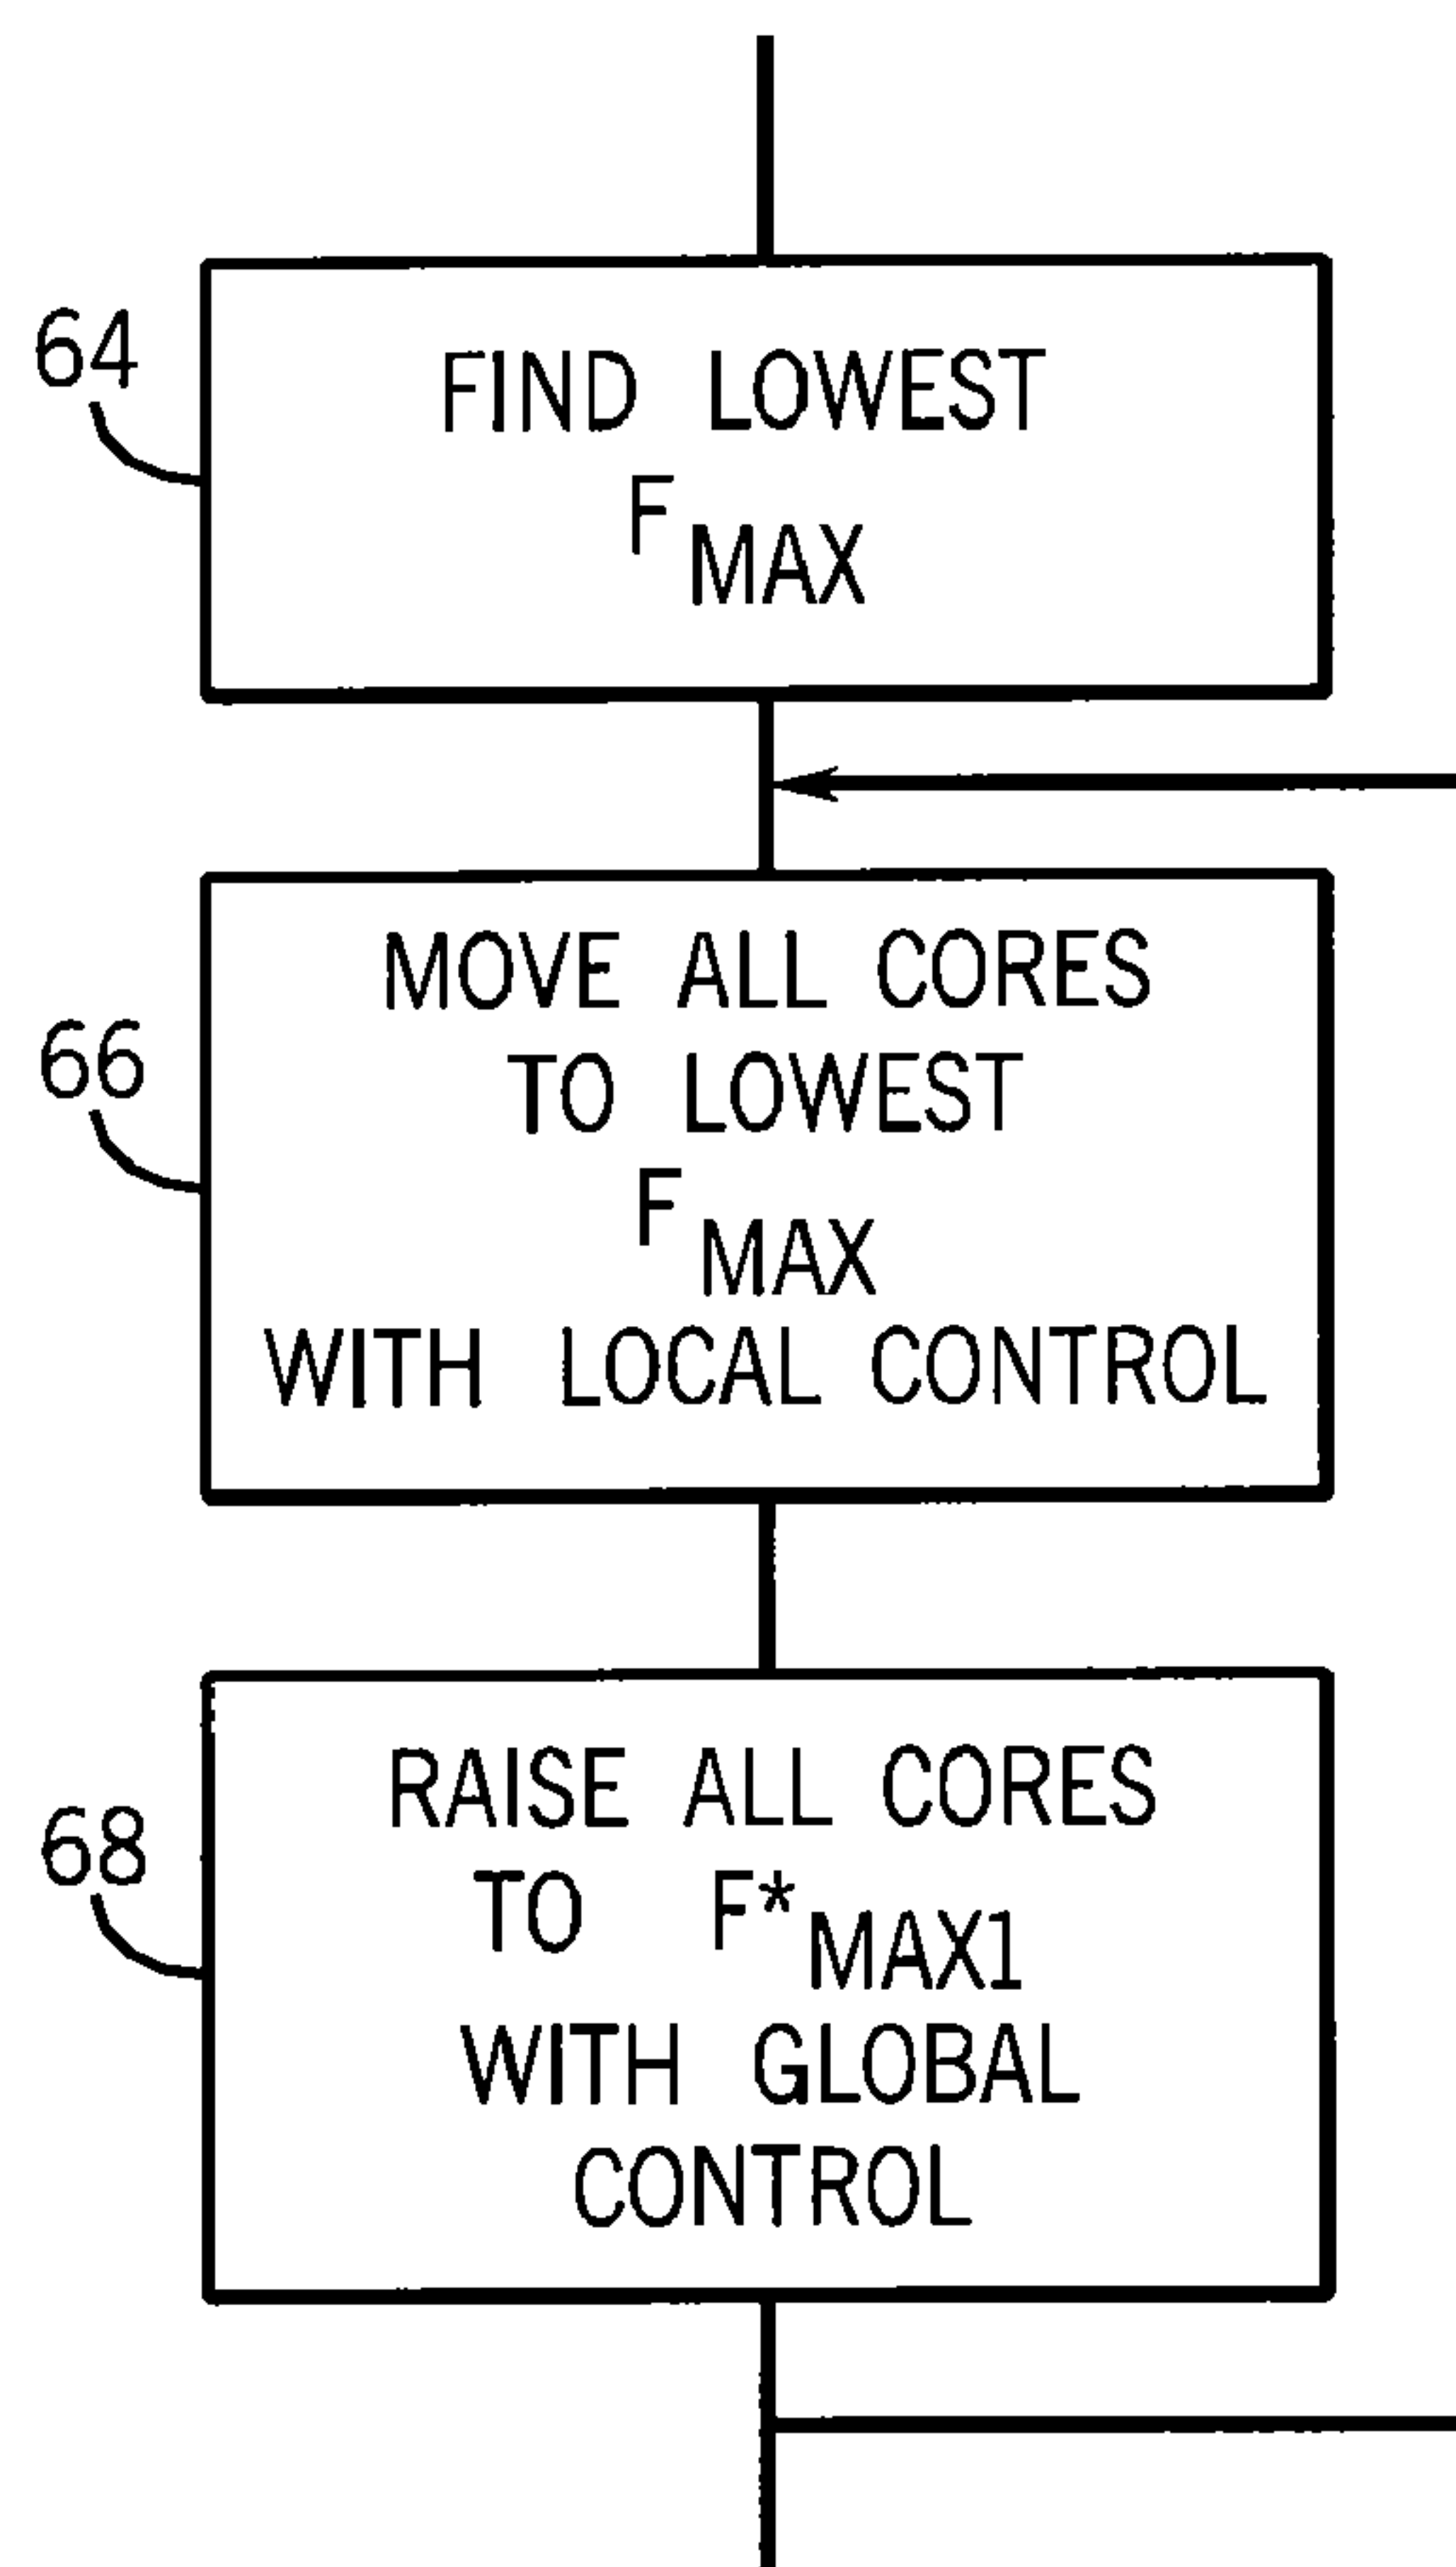 64
FIND LOWEST
F MAX
66
MOVE ALL CORES
TO LOWEST
F MAX
WITH LOCAL CONTROL
68
RAISE ALL CORES
TO F* MAX1
WITH GLOBAL
CONTROL